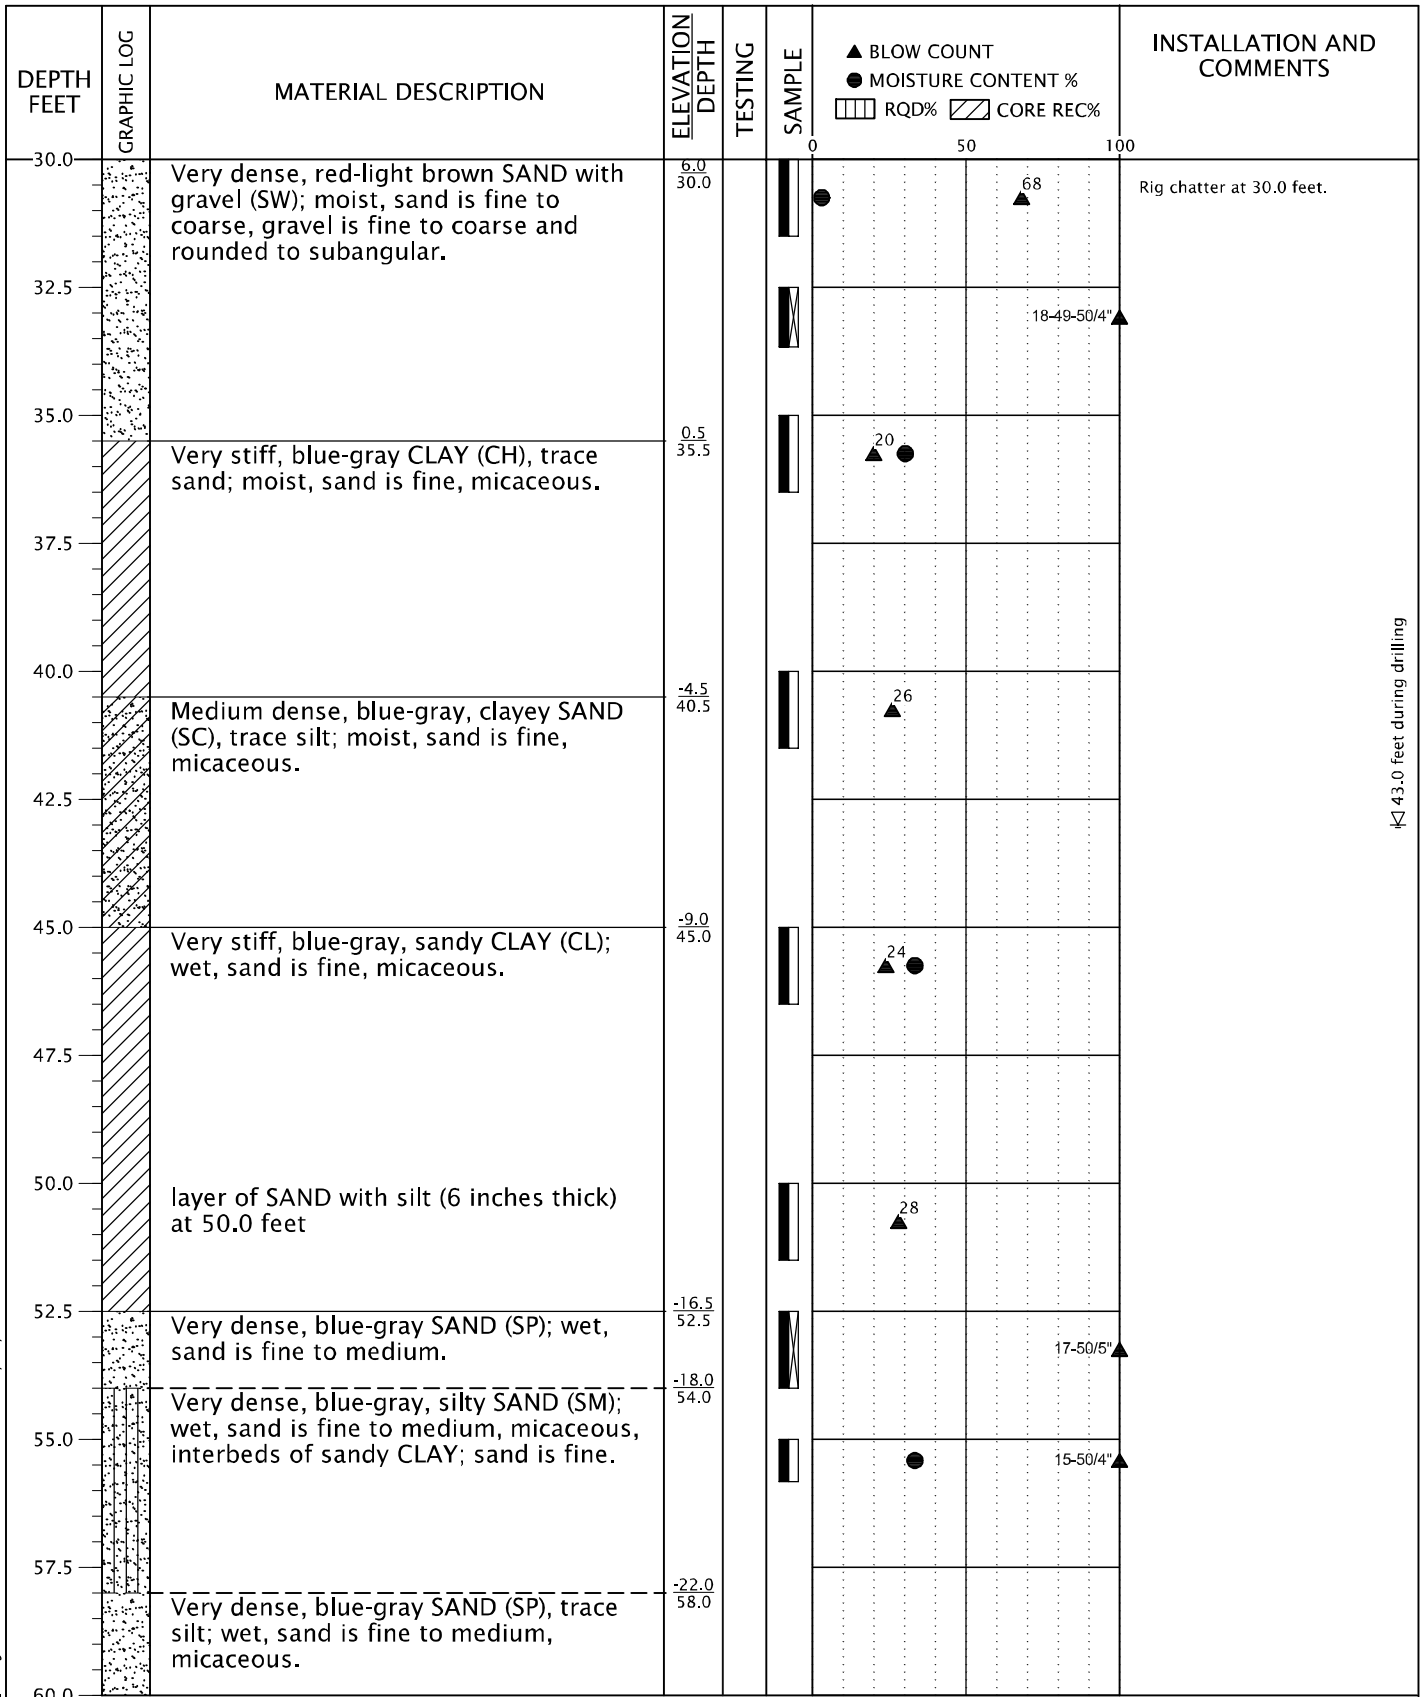 DEPTH
FEET
GRAPHIC LOG
MATERIAL DESCRIPTION
ELEVATION
DEPTH
TESTING
SAMPLE
▲ BLOW COUNT
● MOISTURE CONTENT %
RQD% CORE REC%
0 50 100
INSTALLATION AND
COMMENTS
30.0
Very dense, red-light brown SAND with
gravel (SW); moist, sand is fine to
coarse, gravel is fine to coarse and
rounded to subangular.
6.0
30.0
68
Rig chatter at 30.0 feet.
32.5
18-49-50/4"
35.0
0.5
35.5
Very stiff, blue-gray CLAY (CH), trace
sand; moist, sand is fine, micaceous.
20
37.5
40.0
-4.5
40.5
Medium dense, blue-gray, clayey SAND
(SC), trace silt; moist, sand is fine,
micaceous.
26
43.0 feet during drilling
42.5
45.0
-9.0
45.0
Very stiff, blue-gray, sandy CLAY (CL);
wet, sand is fine, micaceous.
24
47.5
50.0
layer of SAND with silt (6 inches thick)
at 50.0 feet
28
52.5
-16.5
52.5
Very dense, blue-gray SAND (SP); wet,
sand is fine to medium.
17-50/5"
-18.0
54.0
Very dense, blue-gray, silty SAND (SM);
wet, sand is fine to medium, micaceous,
interbeds of sandy CLAY; sand is fine.
55.0
15-50/4"
57.5
-22.0
58.0
Very dense, blue-gray SAND (SP), trace
silt; wet, sand is fine to medium,
micaceous.
60.0